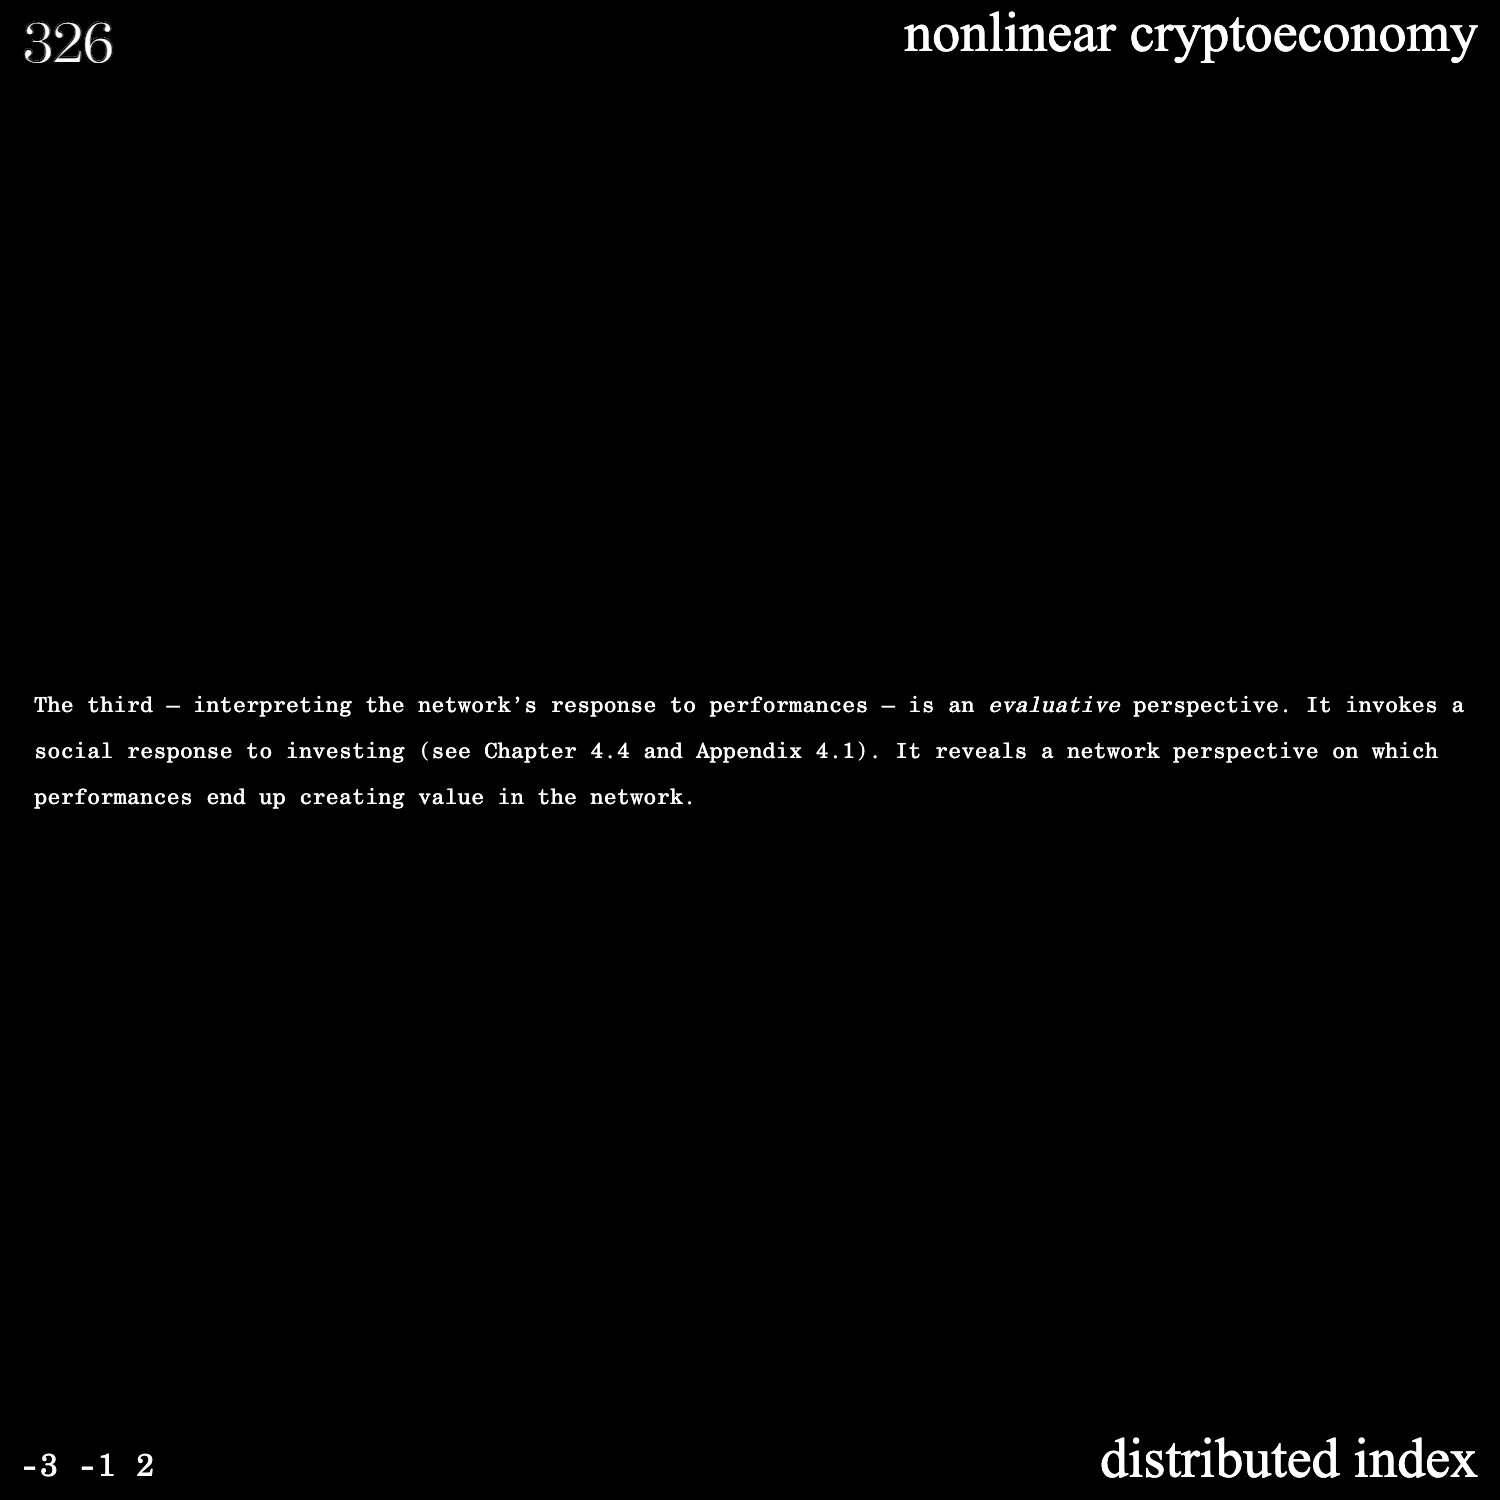 326
nonlinear cryptoeconomy
The third – interpreting the network’s response to performances – is an evaluative perspective. It invokes a
social response to investing (see Chapter 4.4 and Appendix 4.1). It reveals a network perspective on which
performances end up creating value in the network.
-3 -1 2
distributed index